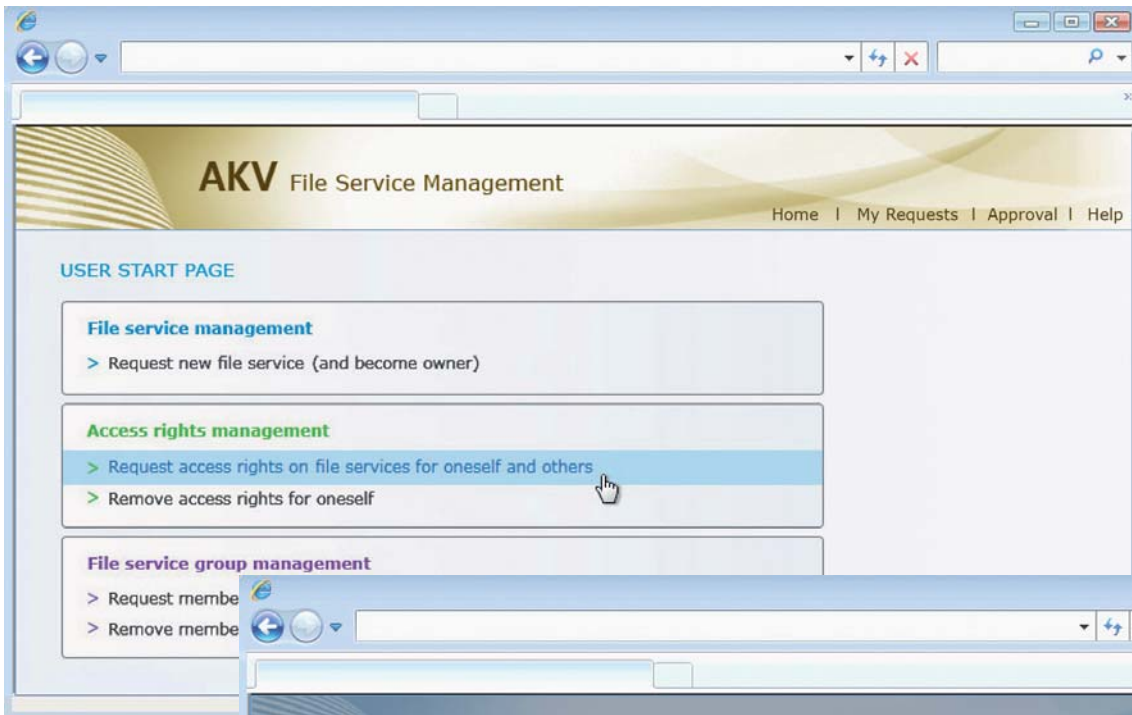 AKV File Service Management
Home | My Requests | Approval | Help
USER START PAGE
File service management
> Request new file service (and become owner)
Access rights management
> Request access rights on file services for oneself and others
> Remove access rights for oneself
File service group management
> Request membe
> Remove membe